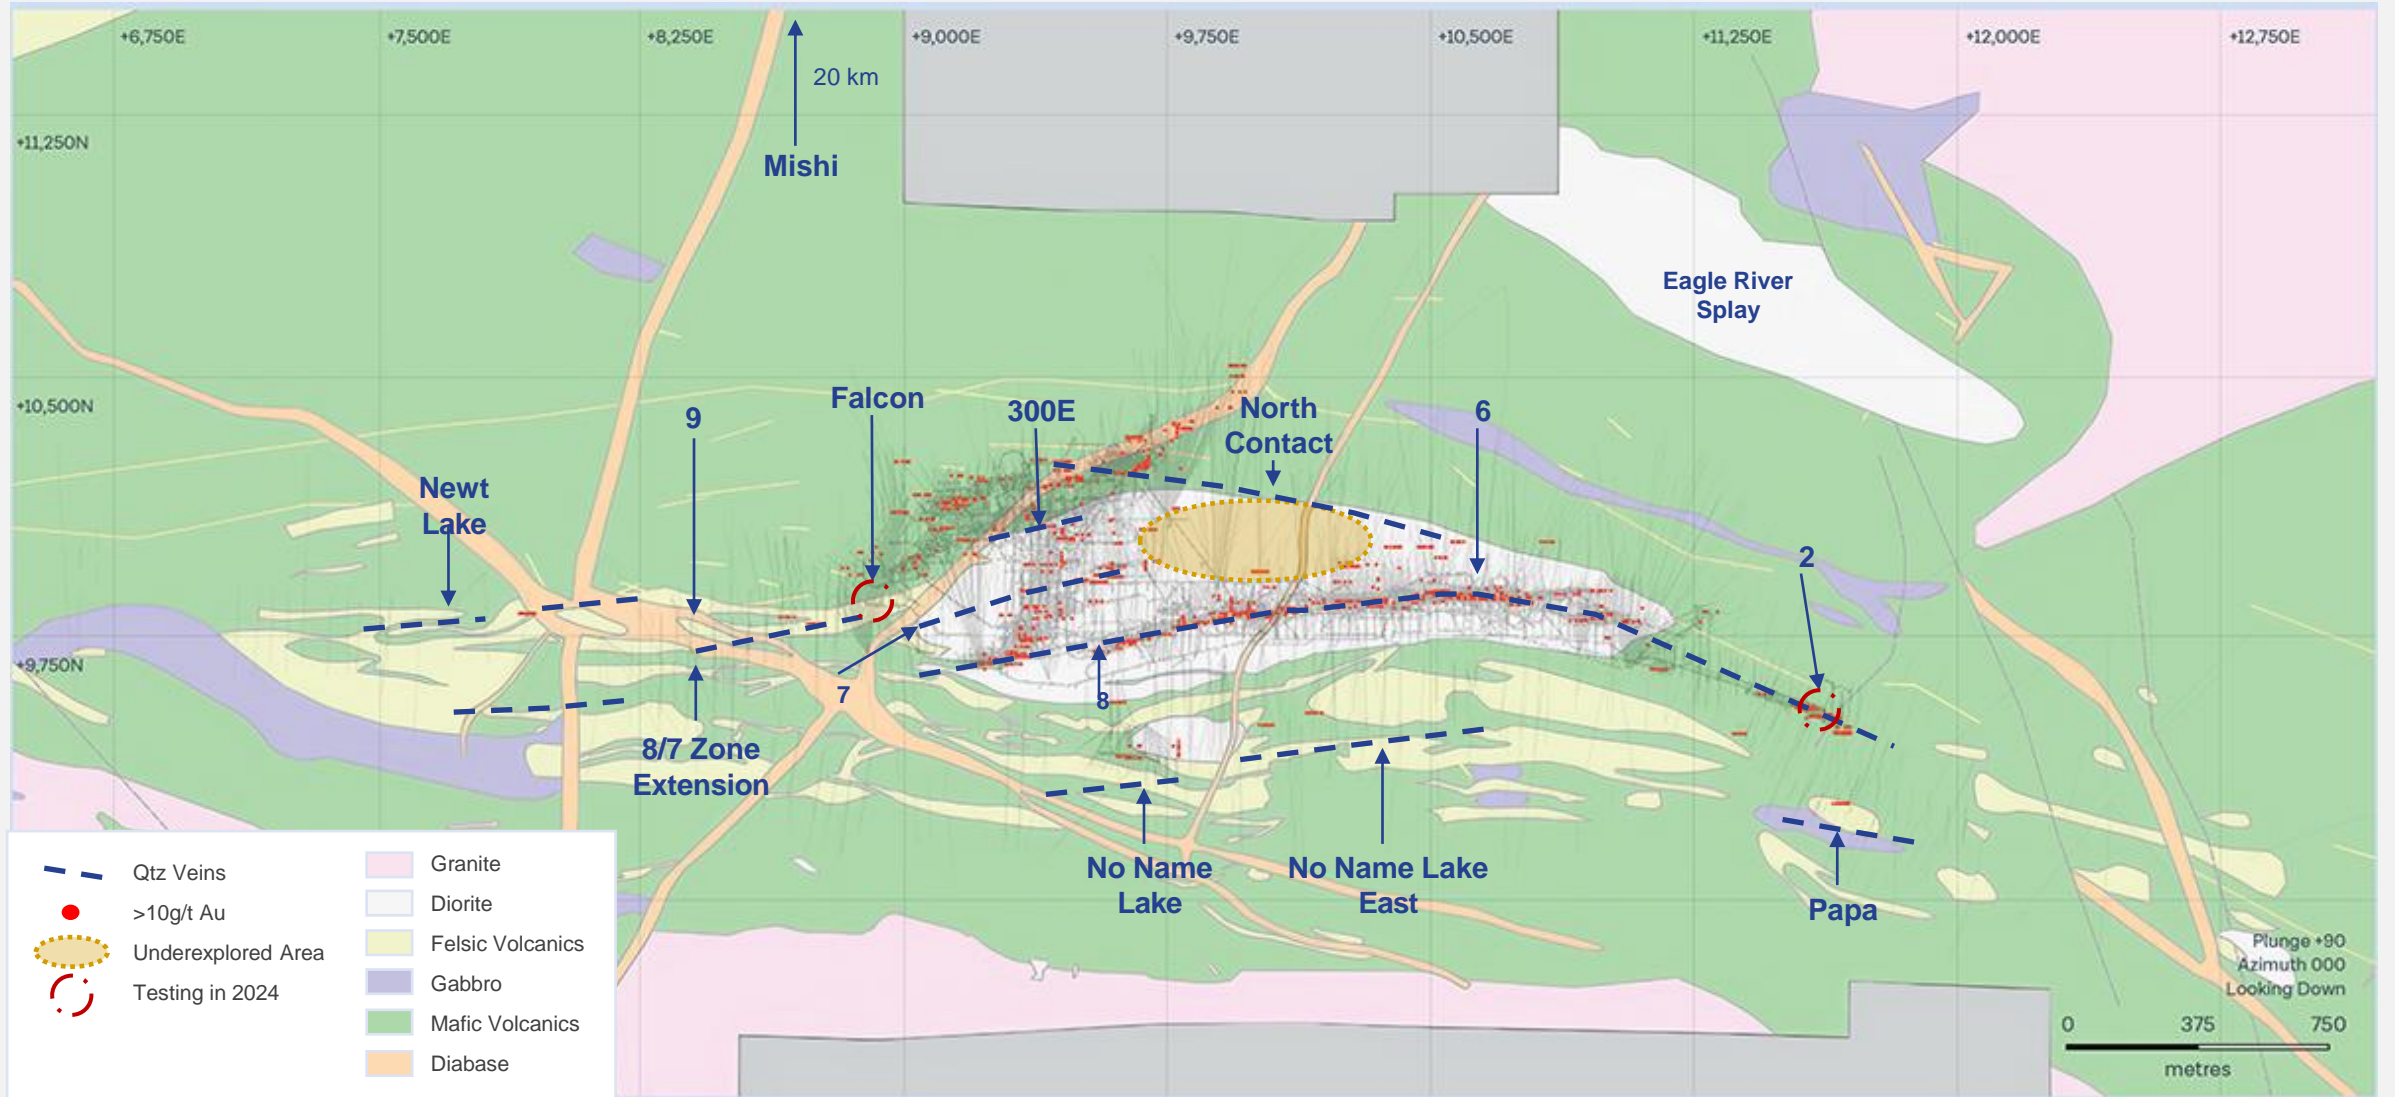 +6,750E
+7,500E
+8,250E
+9,000E
+9,750E
+10,500E
+11,250E
+12,000E
+12,750E
20 km
+11,250N
Mishi
Eagle River
Splay
Falcon
300E
North
Contact
6
9
+10,500N
Newt
Lake
2
+9,750N
7
8
8/7 Zone
Extension
No Name
Lake
No Name Lake
East
Papa
Qtz Veins
>10g/t Au
Underexplored Area
Testing in 2024
Granite
Diorite
Felsic Volcanics
Gabbro
Mafic Volcanics
Diabase
Plunge +90
Azimuth 000
Looking Down
0
375
750
metres